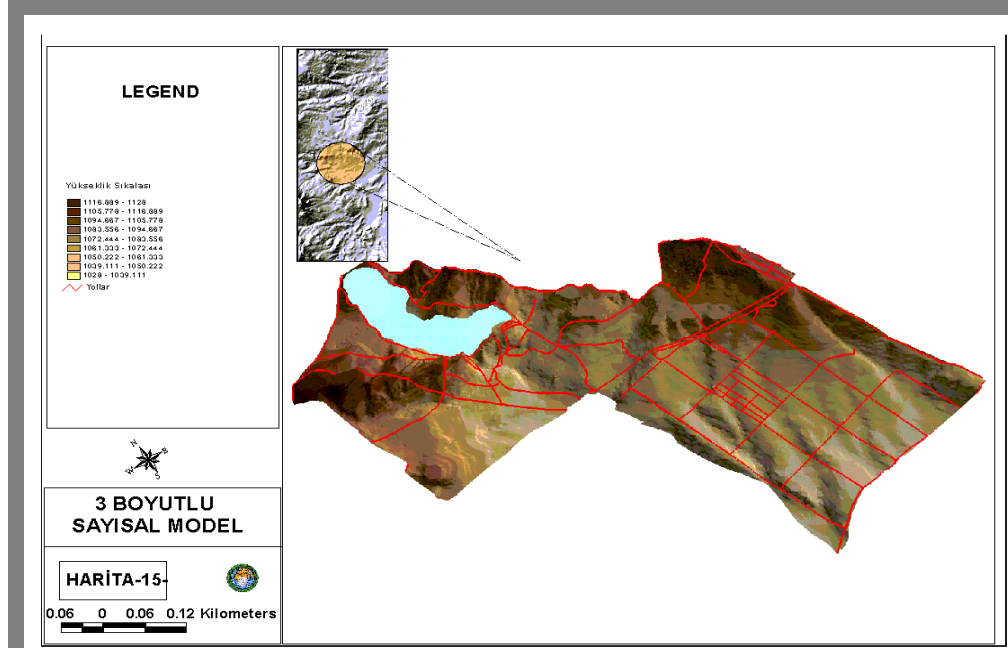 LEGEND
Yükseklik Sıkalası
1116.889 - 1128
1105.778 - 1116.889
1094.667 - 1105.778
1083.556 - 1094.667
1072.444 - 1083.556
1061.333 - 1072.444
1050.222 - 1061.333
1039.111 - 1050.222
1028 - 1039.111
Yollar
N
E
W
S
3 BOYUTLU
SAYISAL MODEL
HARİTA-15-
0.06 0 0.06 0.12 Kilometers